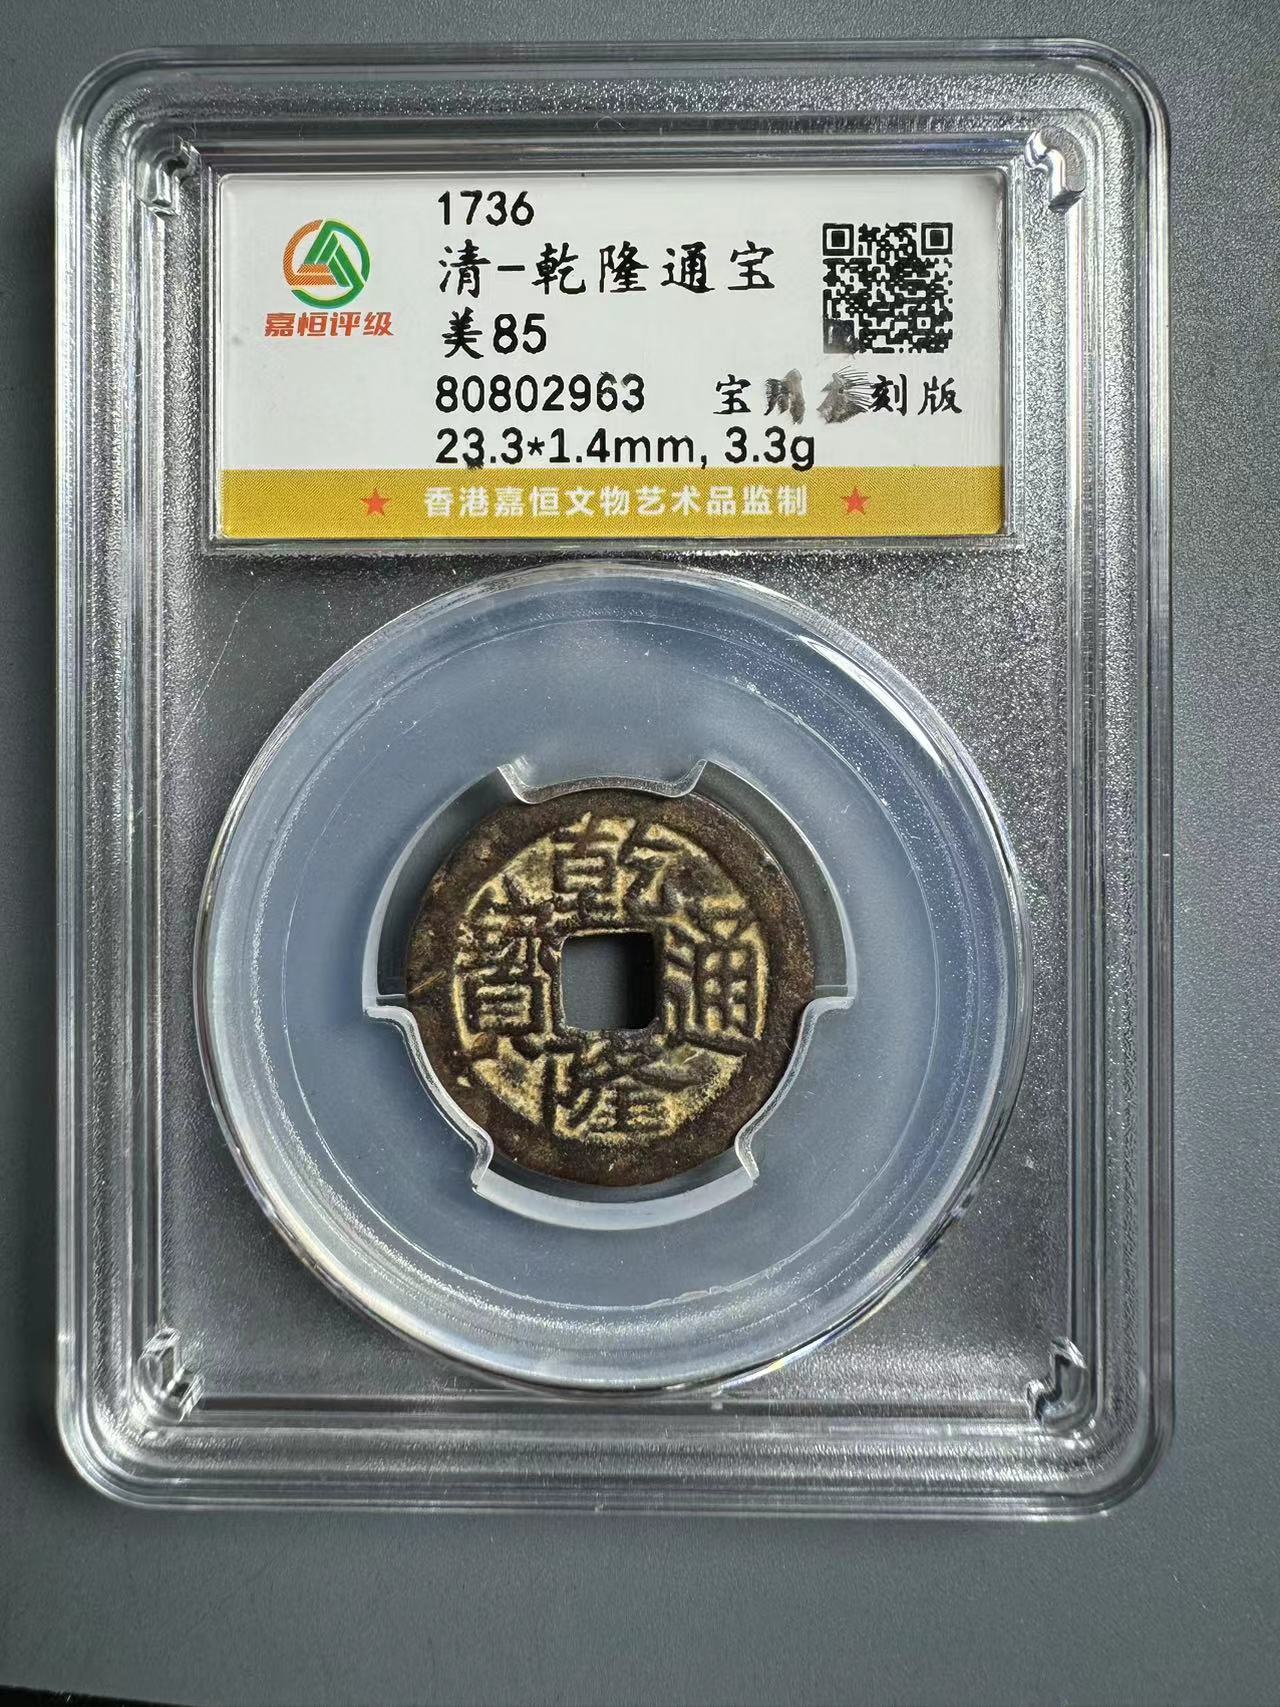 1736
清-乾隆通宝
嘉恒评级
美85
80802963 宝 刻版
23.3*1.4mm, 3.3g
★ 香港嘉恒文物艺术品监制 ★
乾隆通寶